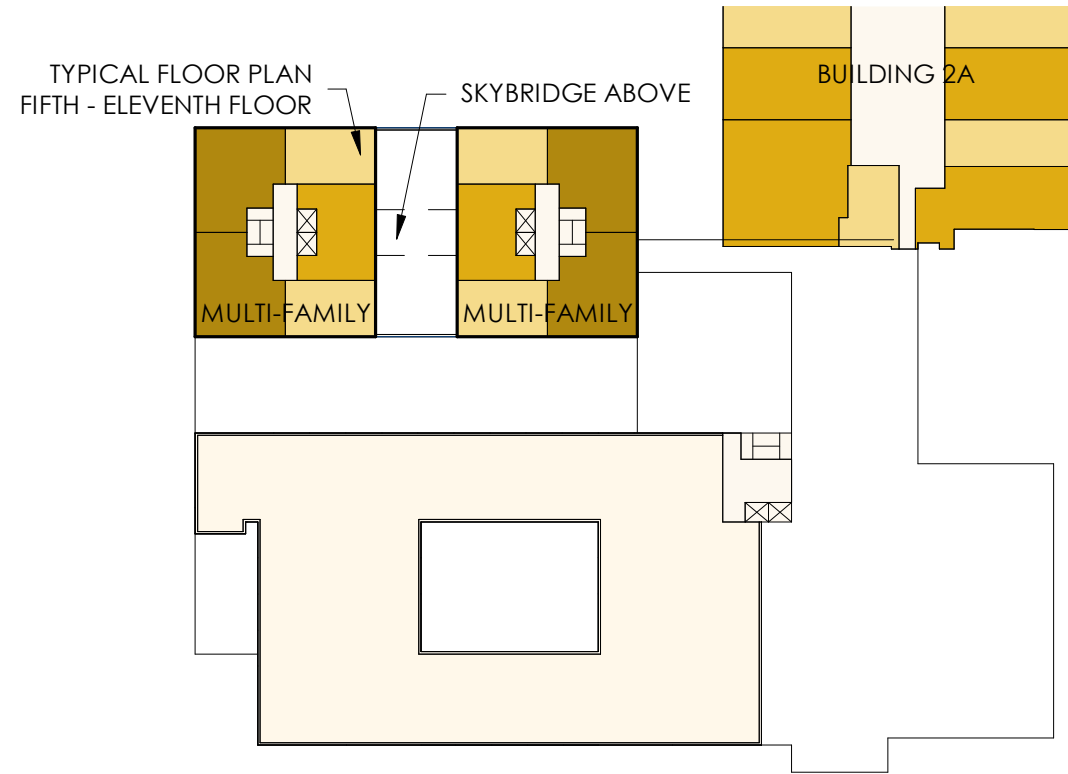 TYPICAL FLOOR PLAN
FIFTH - ELEVENTH FLOOR
SKYBRIDGE ABOVE
BUILDING 2A
MULTI-FAMILY
MULTI-FAMILY